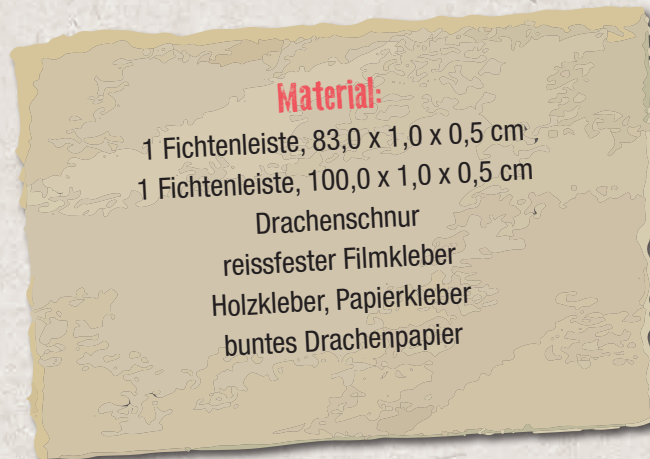 Material:
1 Fichtenleiste, 83,0 x 1,0 x 0,5 cm ,
1 Fichtenleiste, 100,0 x 1,0 x 0,5 cm
Drachenschnur
reissfester Filmkleber
Holzkleber, Papierkleber
buntes Drachenpapier